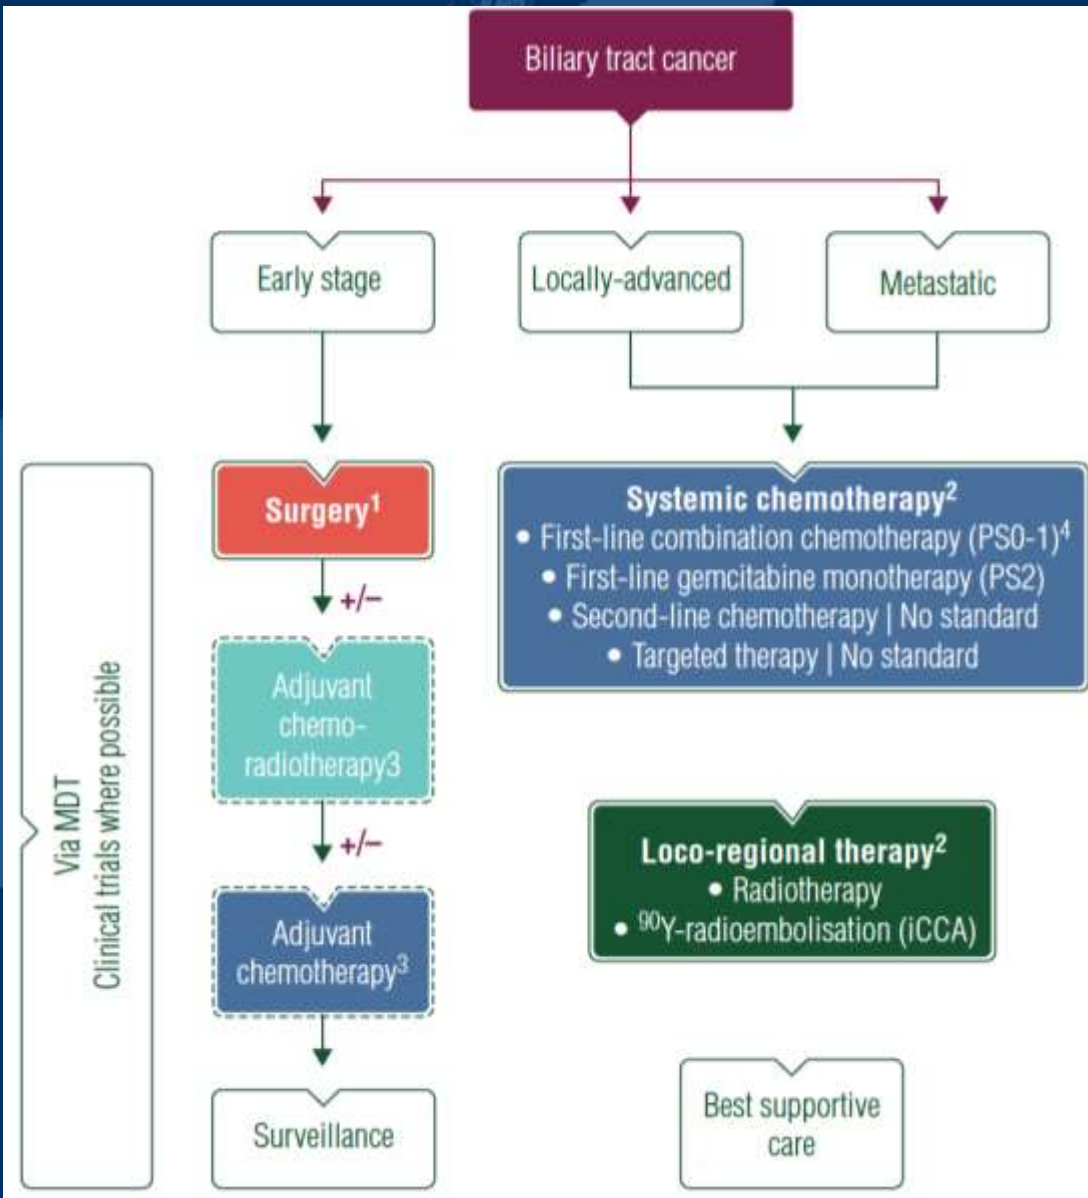 Biliary tract cancer
Early stage
Locally-advanced
Metastatic
Surgery¹
+/–
Adjuvant
chemo-
radiotherapy3
+/–
Adjuvant
chemotherapy³
Surveillance
Systemic chemotherapy²
• First-line combination chemotherapy (PS0-1)⁴
• First-line gemcitabine monotherapy (PS2)
• Second-line chemotherapy | No standard
• Targeted therapy | No standard
Loco-regional therapy²
• Radiotherapy
• ⁹⁰Y-radioembolisation (iCCA)
Best supportive
care
Via MDT
Clinical trials where possible